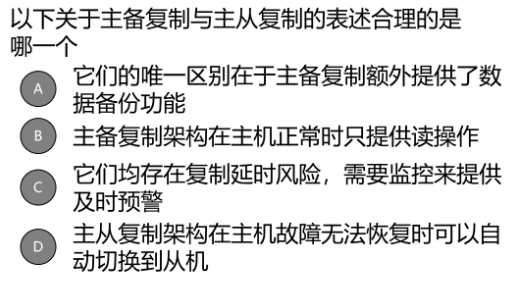 以下关于主备复制与主从复制的表述合理的是
哪一个
A 它们的唯一区别在于主备复制额外提供了数
据备份功能
B 主备复制架构在主机正常时只提供读操作
C 它们均存在复制延时风险，需要监控来提供
及时预警
D 主从复制架构在主机故障无法恢复时可以自
动切换到从机